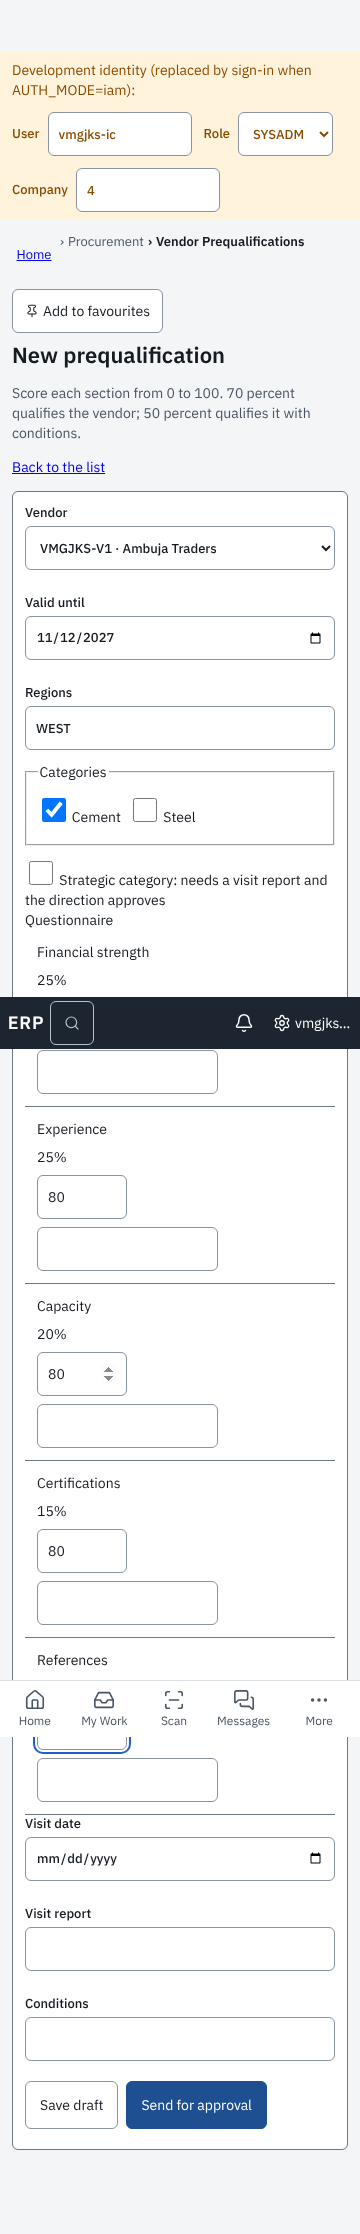 Development identity (replaced by sign-in when
AUTH_MODE=iam):
User vmgjks-ic Role SYSADM
Company 4
Home › Procurement › Vendor Prequalifications
Add to favourites
New prequalification
Score each section from 0 to 100. 70 percent
qualifies the vendor; 50 percent qualifies it with
conditions.
Back to the list
Vendor
VMGJKS-V1 · Ambuja Traders
Valid until
11/12/2027
Regions
WEST
Categories
Cement Steel
Strategic category: needs a visit report and
the direction approves
Questionnaire
Financial strength
25%
ERP vmgjks...
Experience
25%
80
Capacity
20%
80
Certifications
15%
80
References
Home My Work Scan Messages More
Visit date
mm/dd/yyyy
Visit report
Conditions
Save draft Send for approval